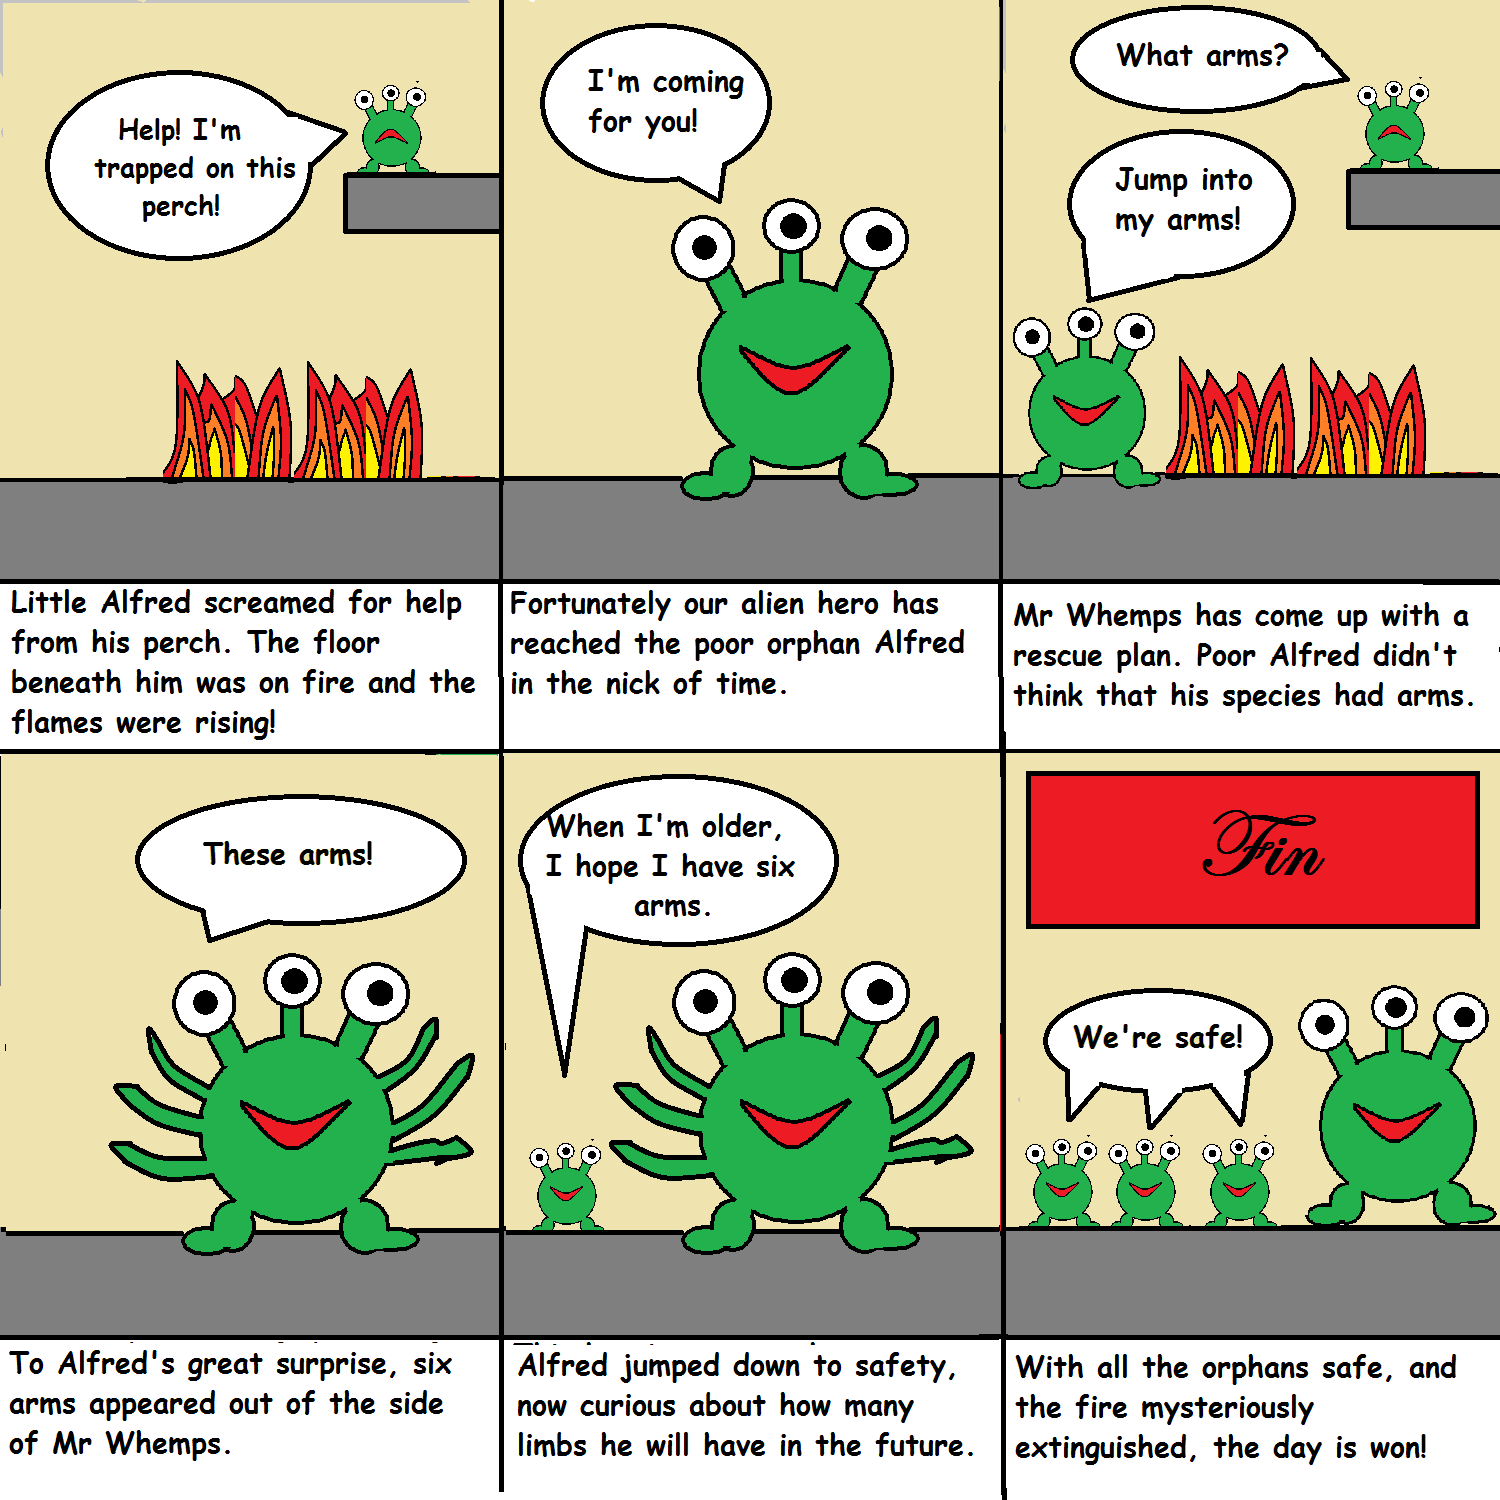 Help! I'm
trapped on this
perch!
Little Alfred screamed for help
from his perch. The floor
beneath him was on fire and the
flames were rising!
I'm coming
for you!
Fortunately our alien hero has
reached the poor orphan Alfred
in the nick of time.
What arms?
Jump into
my arms!
Mr Whemps has come up with a
rescue plan. Poor Alfred didn't
think that his species had arms.
These arms!
To Alfred's great surprise, six
arms appeared out of the side
of Mr Whemps.
When I'm older,
I hope I have six
arms.
Alfred jumped down to safety,
now curious about how many
limbs he will have in the future.
Fin
We're safe!
With all the orphans safe, and
the fire mysteriously
extinguished, the day is won!